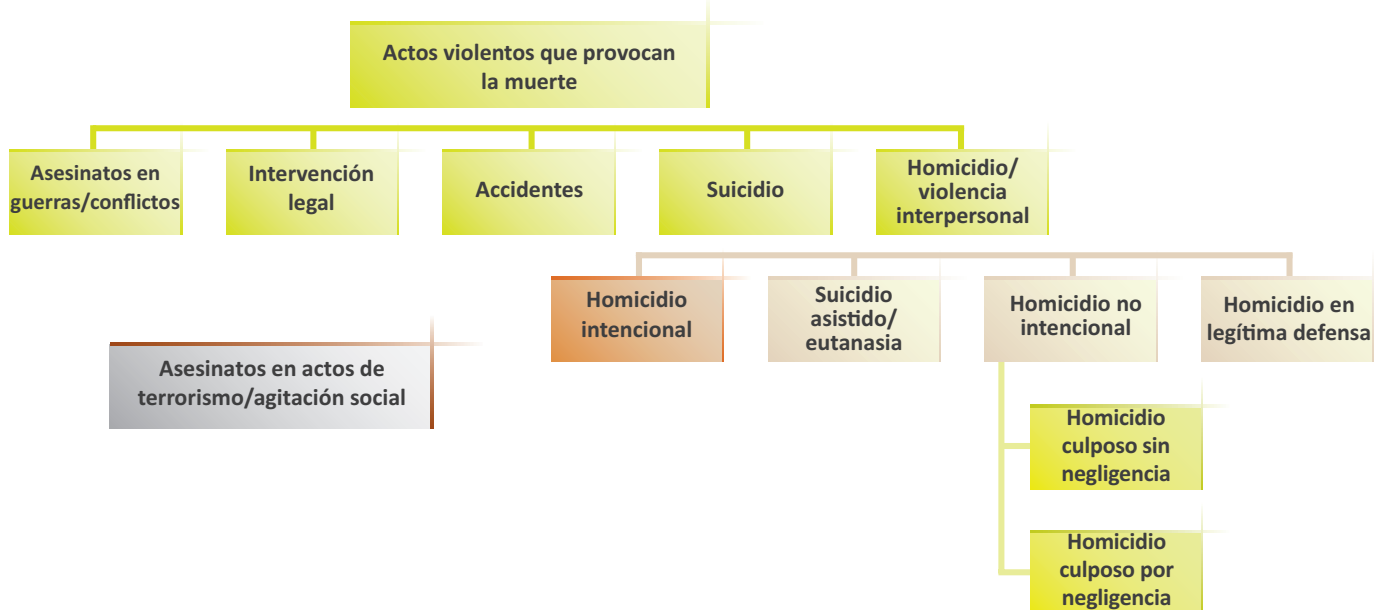 Actos violentos que provocan
la muerte
Asesinatos en
guerras/conflictos
Intervención
legal
Accidentes
Suicidio
Homicidio/
violencia
interpersonal
Homicidio
intencional
Suicidio
asistido/
eutanasia
Homicidio no
intencional
Homicidio en
legítima defensa
Asesinatos en actos de
terrorismo/agitación social
Homicidio
culposo sin
negligencia
Homicidio
culposo por
negligencia